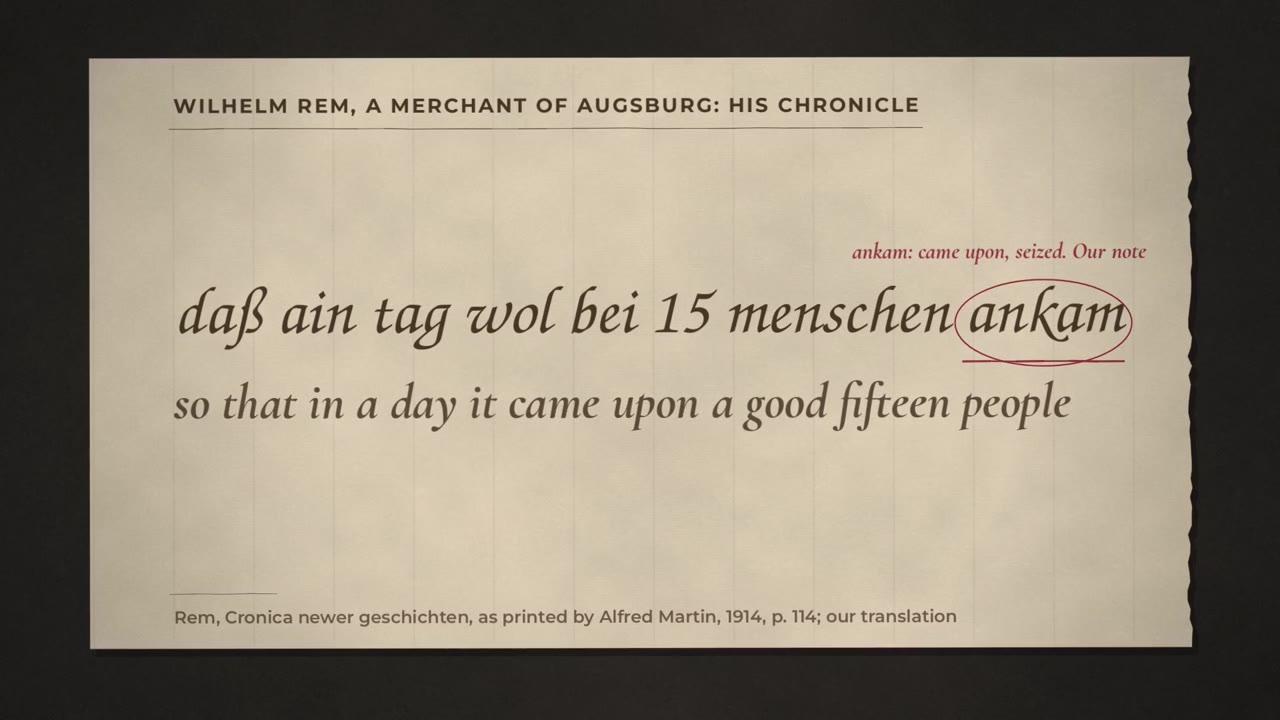 WILHELM REM, A MERCHANT OF AUGSBURG: HIS CHRONICLE
ankam: came upon, seized. Our note
daß ain tag wol bei 15 menschen ankam
so that in a day it came upon a good fifteen people
Rem, Cronica newer geschichten, as printed by Alfred Martin, 1914, p. 114; our translation